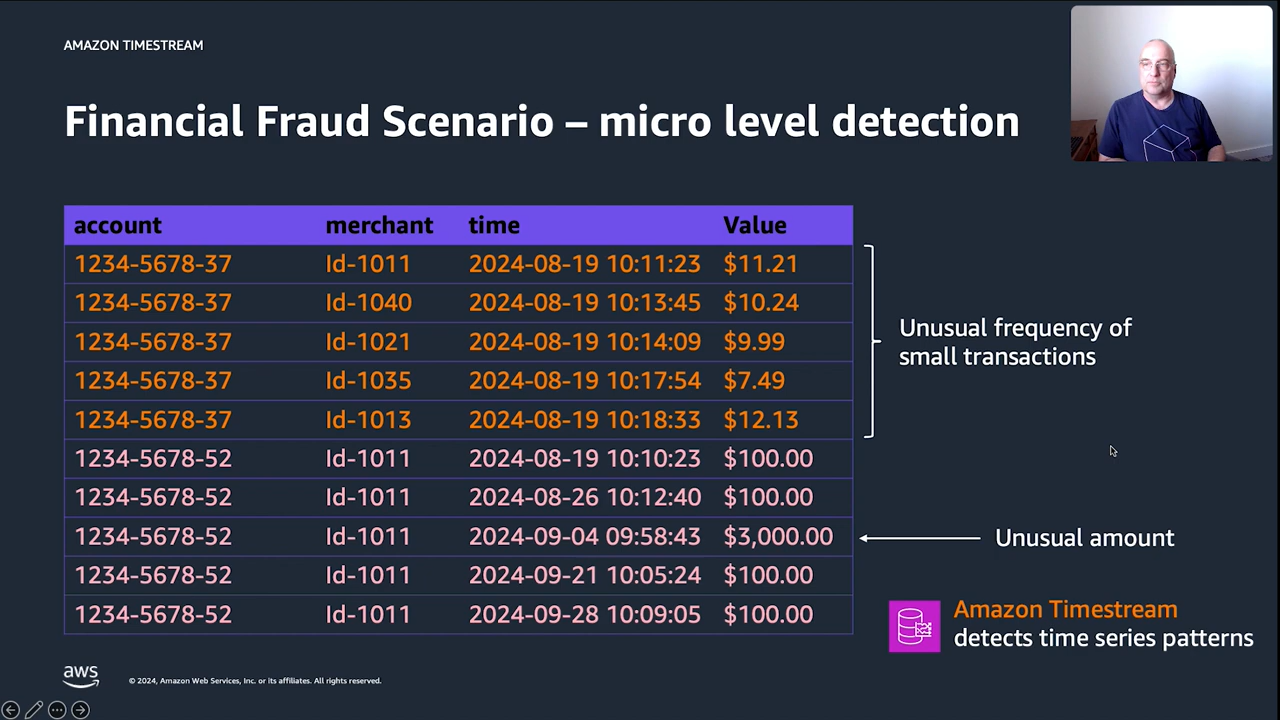 AMAZON TIMESTREAM
Financial Fraud Scenario – micro level detection
account merchant time Value
1234-5678-37 Id-1011 2024-08-19 10:11:23 $11.21
1234-5678-37 Id-1040 2024-08-19 10:13:45 $10.24
1234-5678-37 Id-1021 2024-08-19 10:14:09 $9.99
1234-5678-37 Id-1035 2024-08-19 10:17:54 $7.49
1234-5678-37 Id-1013 2024-08-19 10:18:33 $12.13
1234-5678-52 Id-1011 2024-08-19 10:10:23 $100.00
1234-5678-52 Id-1011 2024-08-26 10:12:40 $100.00
1234-5678-52 Id-1011 2024-09-04 09:58:43 $3,000.00
1234-5678-52 Id-1011 2024-09-21 10:05:24 $100.00
1234-5678-52 Id-1011 2024-09-28 10:09:05 $100.00
Unusual frequency of
small transactions
Unusual amount
Amazon Timestream
detects time series patterns
aws
© 2024, Amazon Web Services, Inc. or its affiliates. All rights reserved.